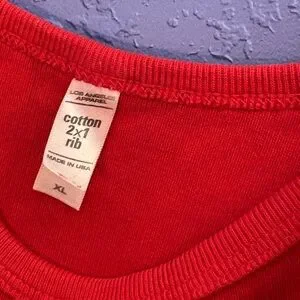 LOS ANGELES
APPAREL
cotton
2x1
rib
MADE IN USA
XL